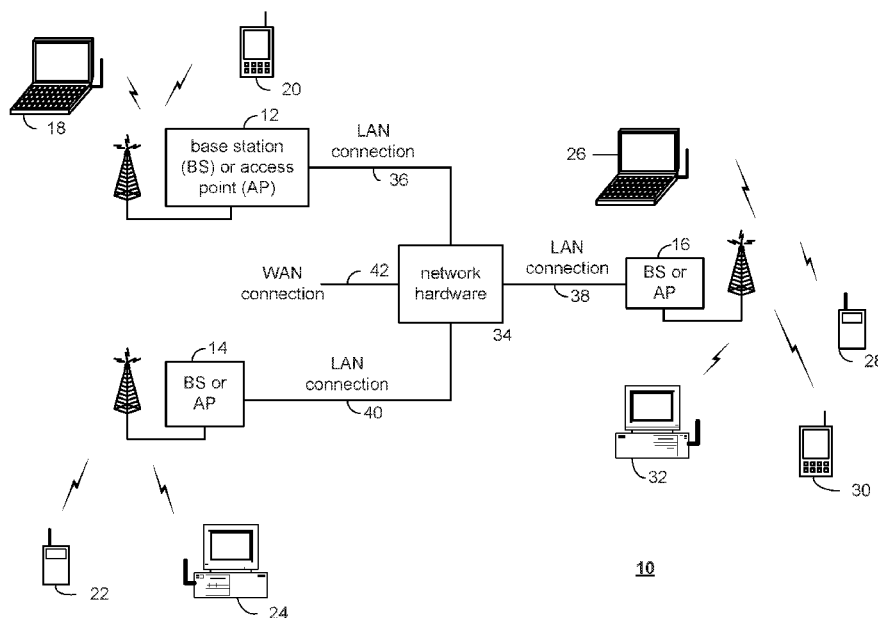 20
12
18
base station
(BS) or access
point (AP)
LAN
connection
36
26
WAN
connection
42
network
hardware
34
LAN
connection
38
16
BS or
AP
28
14
BS or
AP
LAN
connection
40
32
30
22
24
10